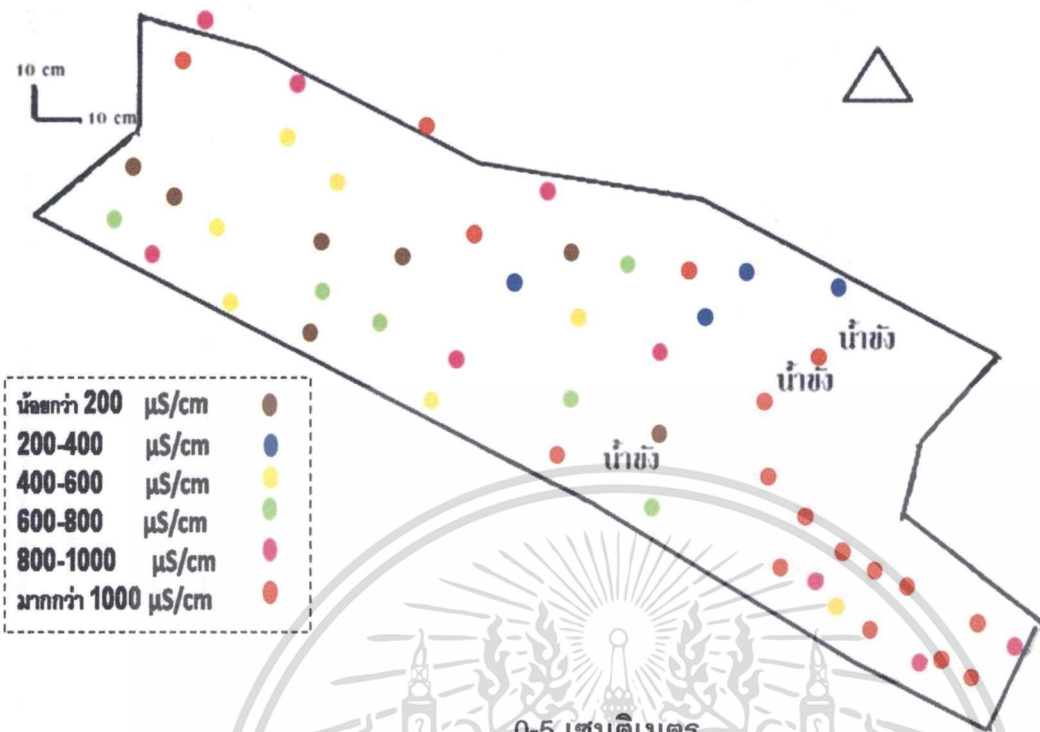 10 cm
10 cm
น้ำขัง
น้ำขัง
น้ำขัง
น้อยกว่า 200 µS/cm
200-400 µS/cm
400-600 µS/cm
600-800 µS/cm
800-1000 µS/cm
มากกว่า 1000 µS/cm
0-5 เซนติเมตร